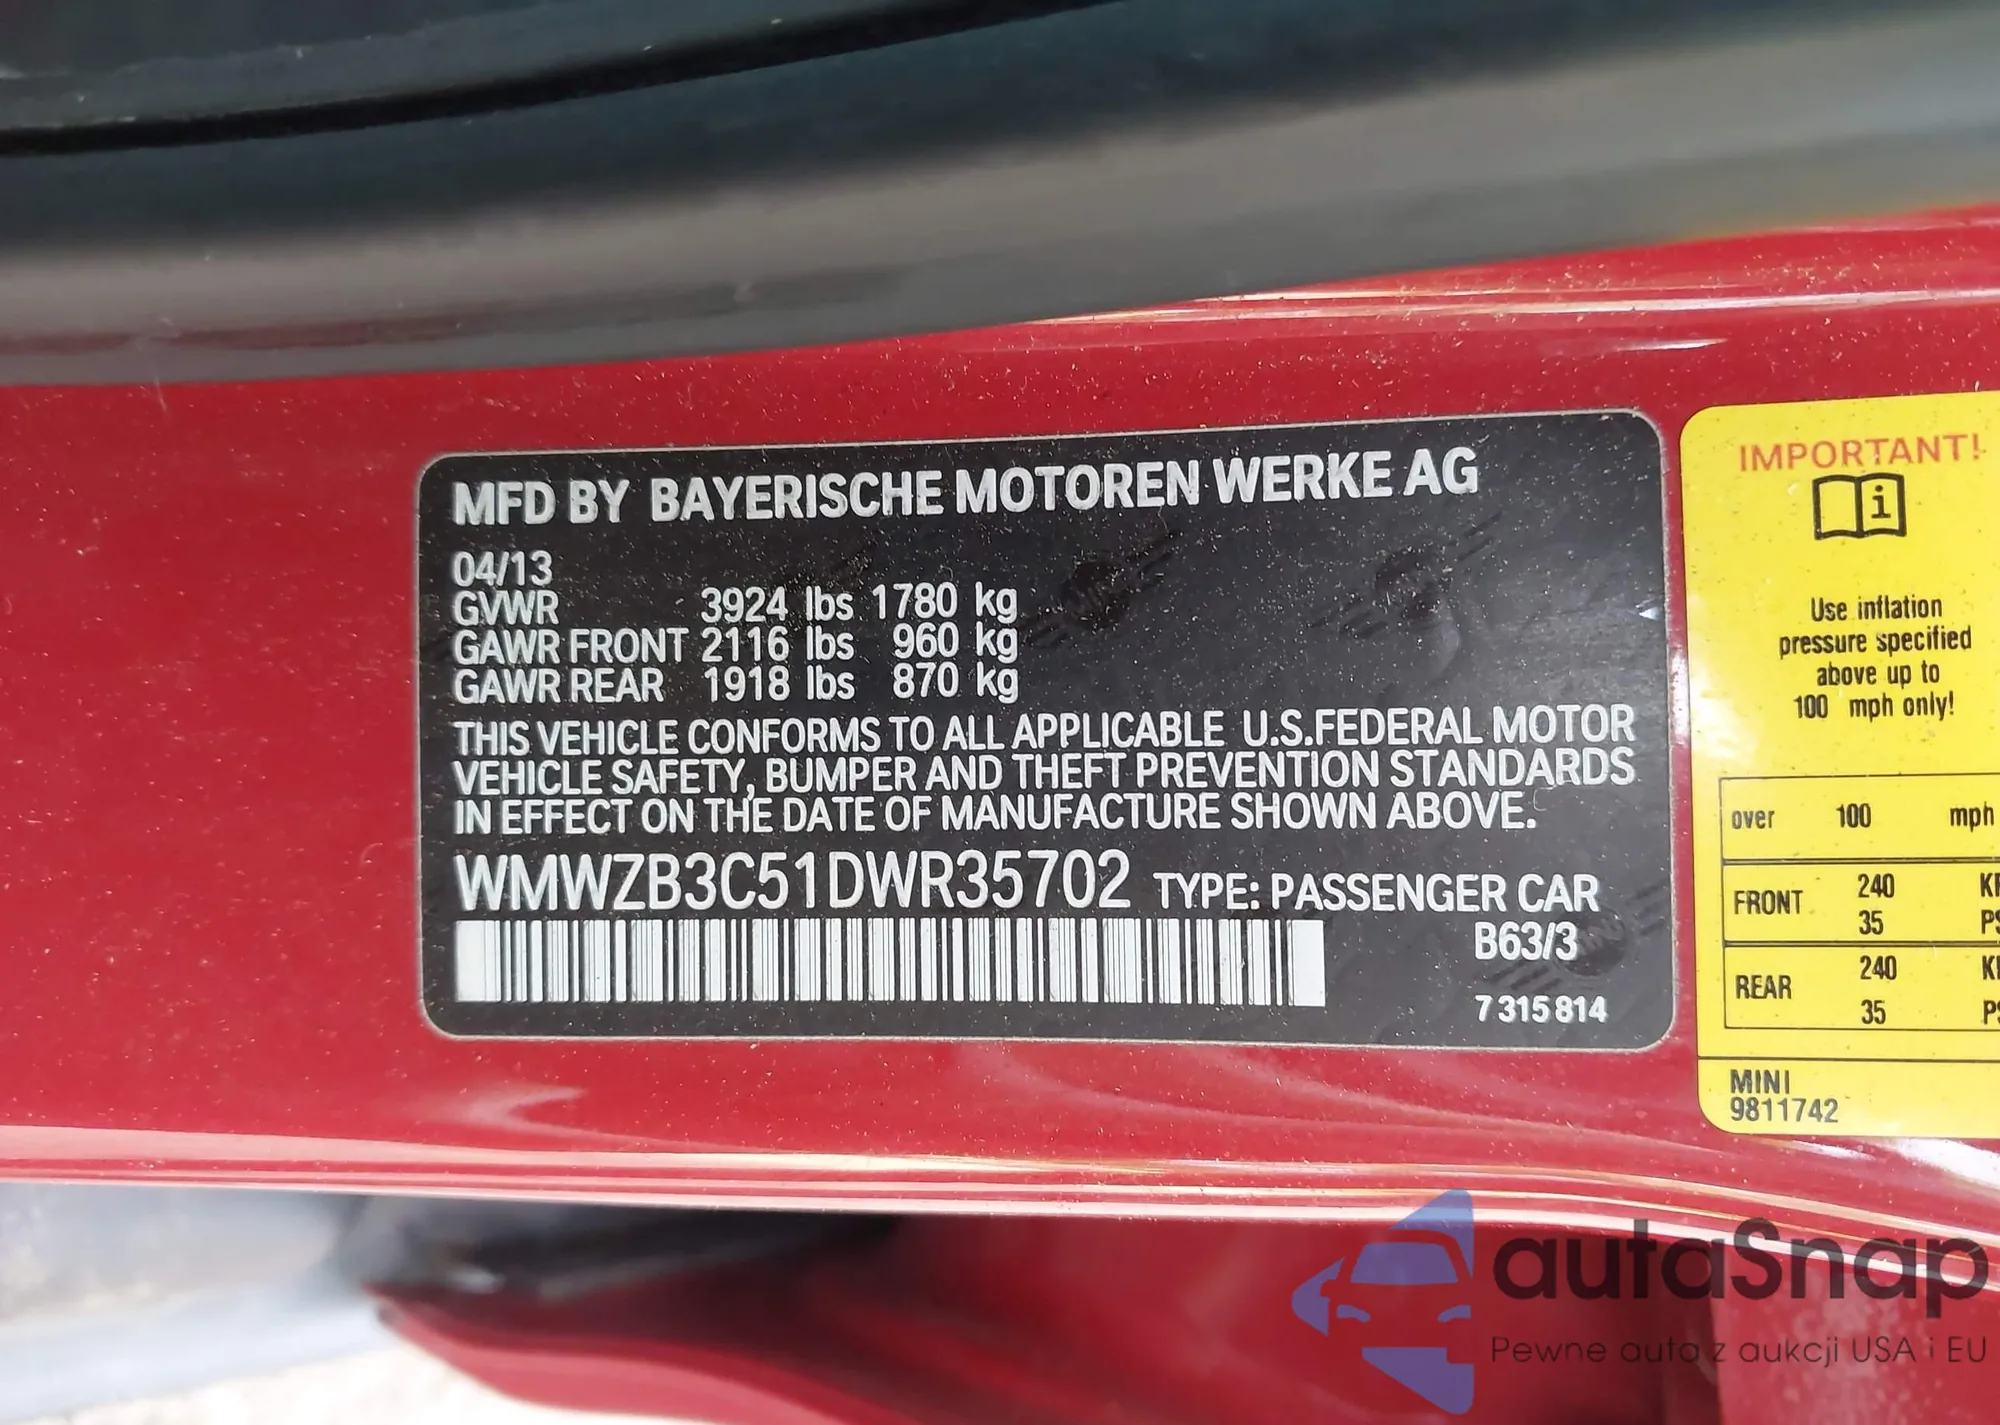 MFD BY BAYERISCHE MOTOREN WERKE AG
04/13
GVWR 3924 lbs 1780 kg
GAWR FRONT 2116 lbs 960 kg
GAWR REAR 1918 lbs 870 kg
THIS VEHICLE CONFORMS TO ALL APPLICABLE U.S.FEDERAL MOTOR
VEHICLE SAFETY, BUMPER AND THEFT PREVENTION STANDARDS
IN EFFECT ON THE DATE OF MANUFACTURE SHOWN ABOVE.
WMWZB3C51DWR35702 TYPE: PASSENGER CAR
B63/3
7 315 814
IMPORTANT!
Use inflation
pressure specified
above up to
100 mph only!
over 100 mph
FRONT 240
35
REAR 240
35
MINI
9811742
autaSnap
Pewne auta z aukcji USA i EU